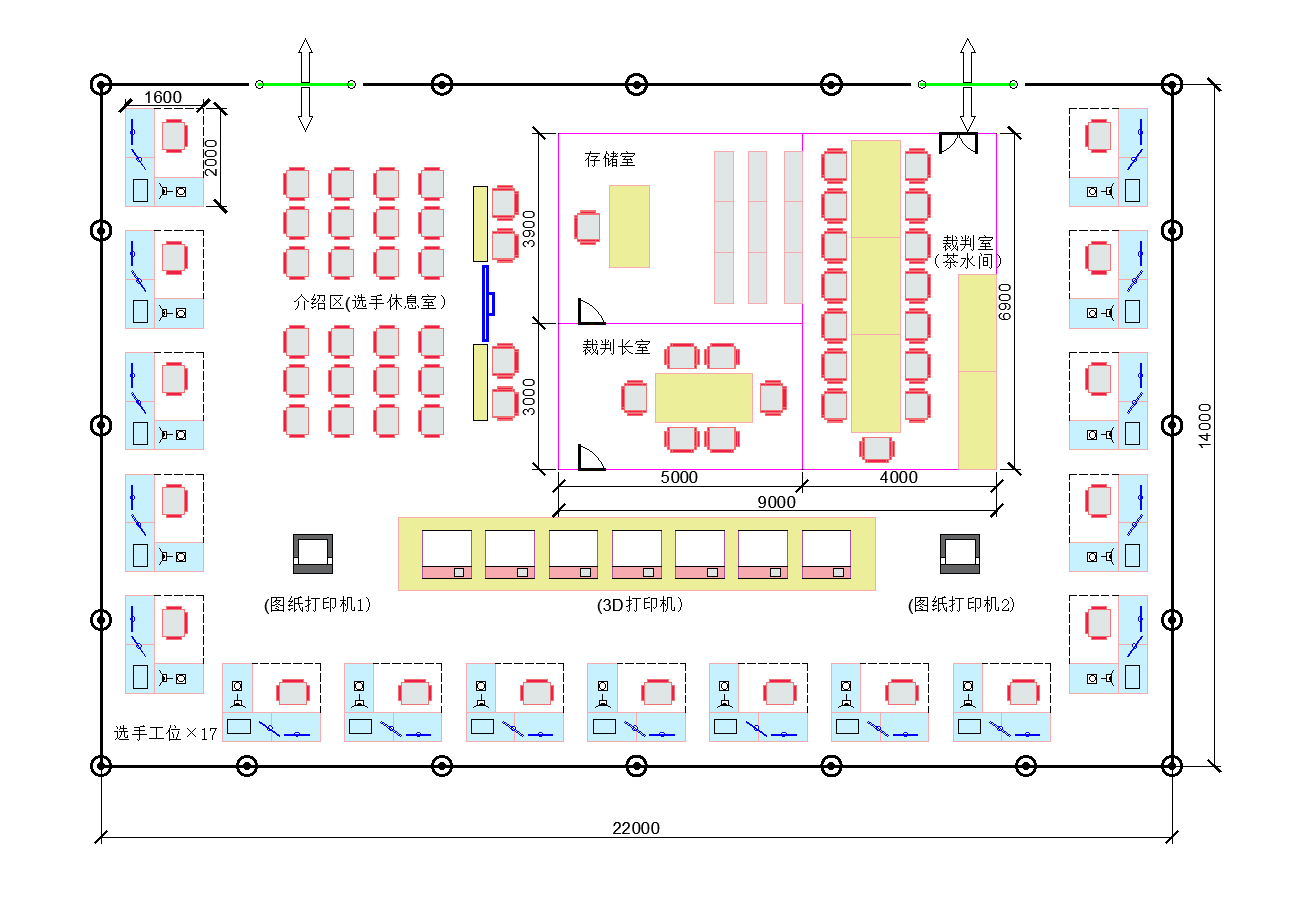 1600
2000
存储室
3900
裁判室
（茶水间）
6900
介绍区(选手休息室）
裁判长室
3000
14000
5000
4000
9000
(图纸打印机1)
(3D打印机）
(图纸打印机2)
选手工位×17
22000